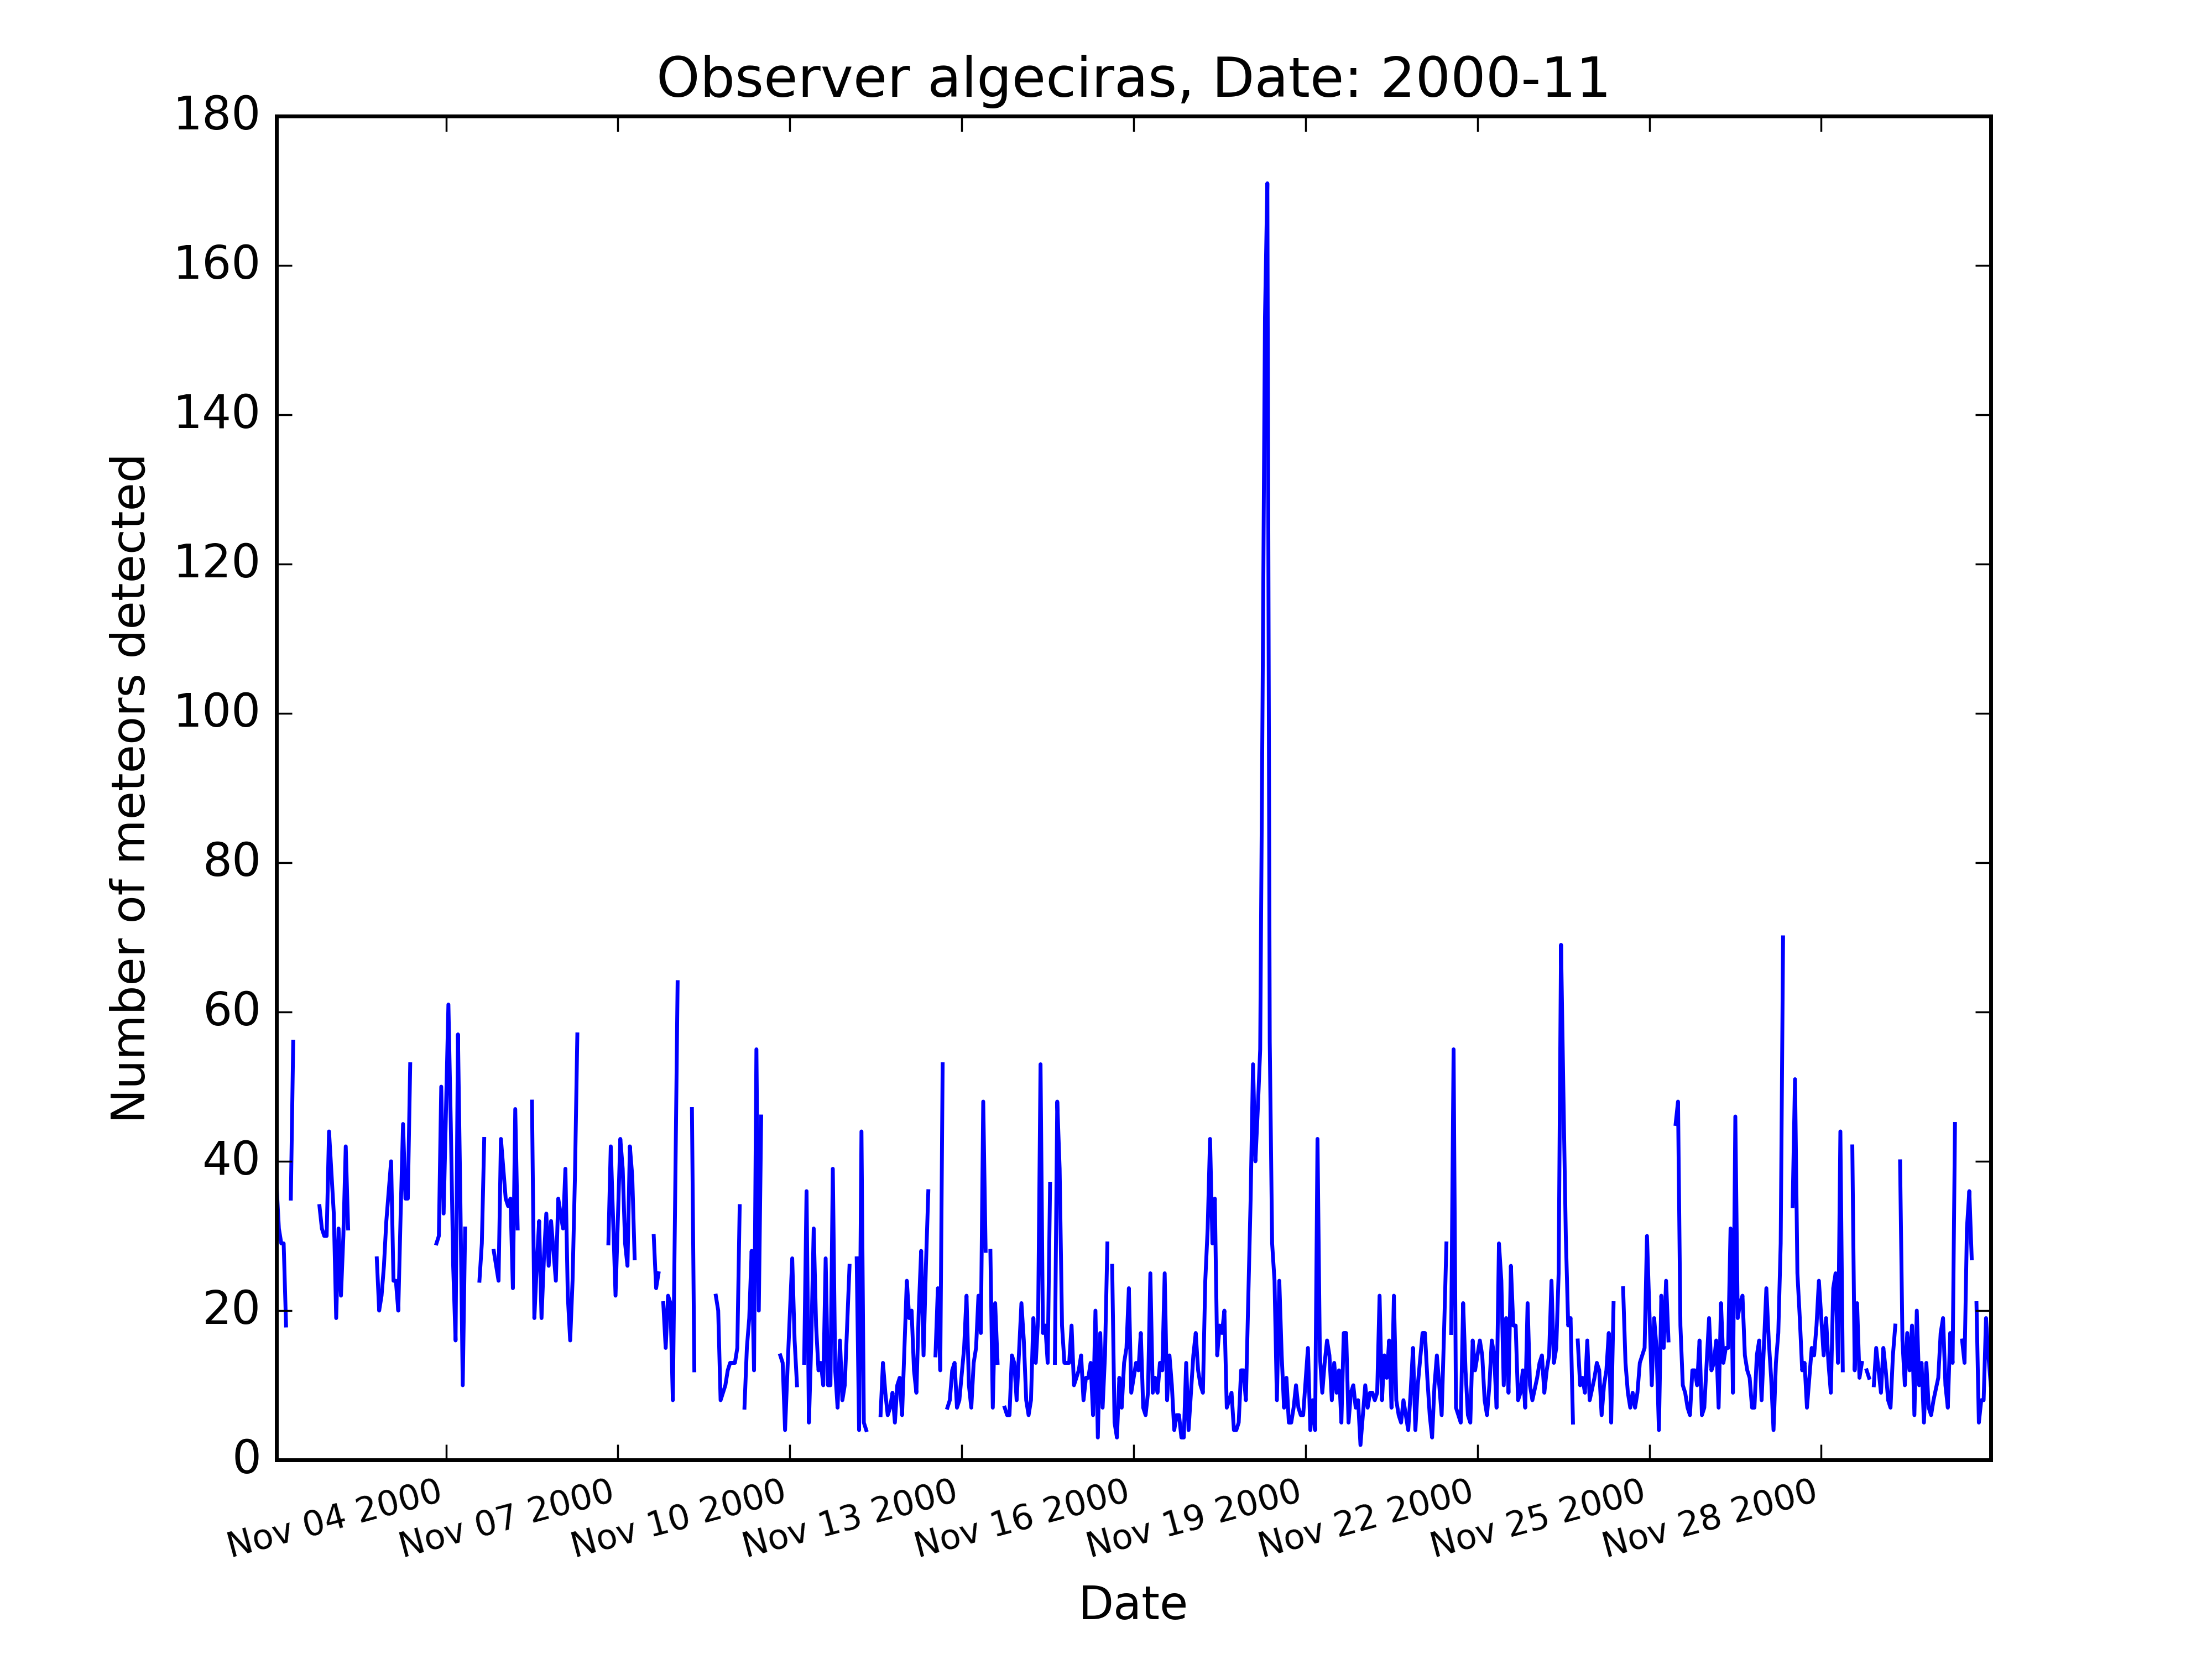 Observer algeciras, Date: 2000-11
180
160
140
120
100
80
60
40
20
0
Number of meteors detected
Nov 04 2000
Nov 07 2000
Nov 10 2000
Nov 13 2000
Nov 16 2000
Nov 19 2000
Nov 22 2000
Nov 25 2000
Nov 28 2000
Date